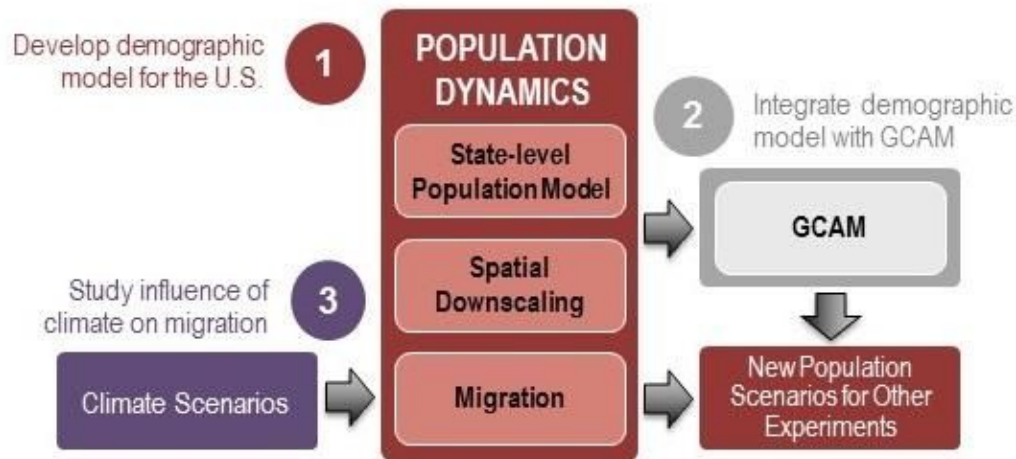 Develop demographic
model for the U.S.
1
POPULATION
DYNAMICS
State-level
Population Model
Spatial
Downscaling
Migration
2
Integrate demographic
model with GCAM
GCAM
3
Study influence of
climate on migration
Climate Scenarios
New Population
Scenarios for Other
Experiments